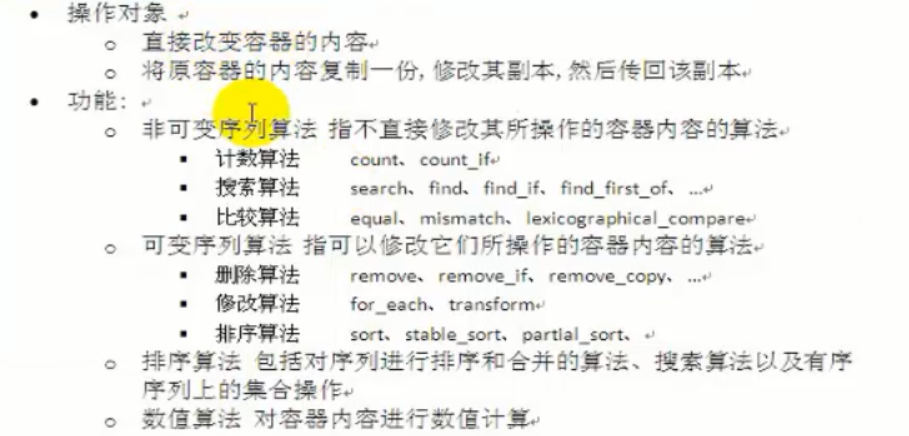 操作对象
直接改变容器的内容
将原容器的内容复制一份,修改其副本,然后传回该副本
功能:
非可变序列算法 指不直接修改其所操作的容器内容的算法
计数算法 count、count_if
搜索算法 search、find、find_if、find_first_of、...
比较算法 equal、mismatch、lexicographical_compare
可变序列算法 指可以修改它们所操作的容器内容的算法
删除算法 remove、remove_if、remove_copy、...
修改算法 for_each、transform
排序算法 sort、stable_sort、partial_sort、
排序算法 包括对序列进行排序和合并的算法、搜索算法以及有序
序列上的集合操作
数值算法 对容器内容进行数值计算